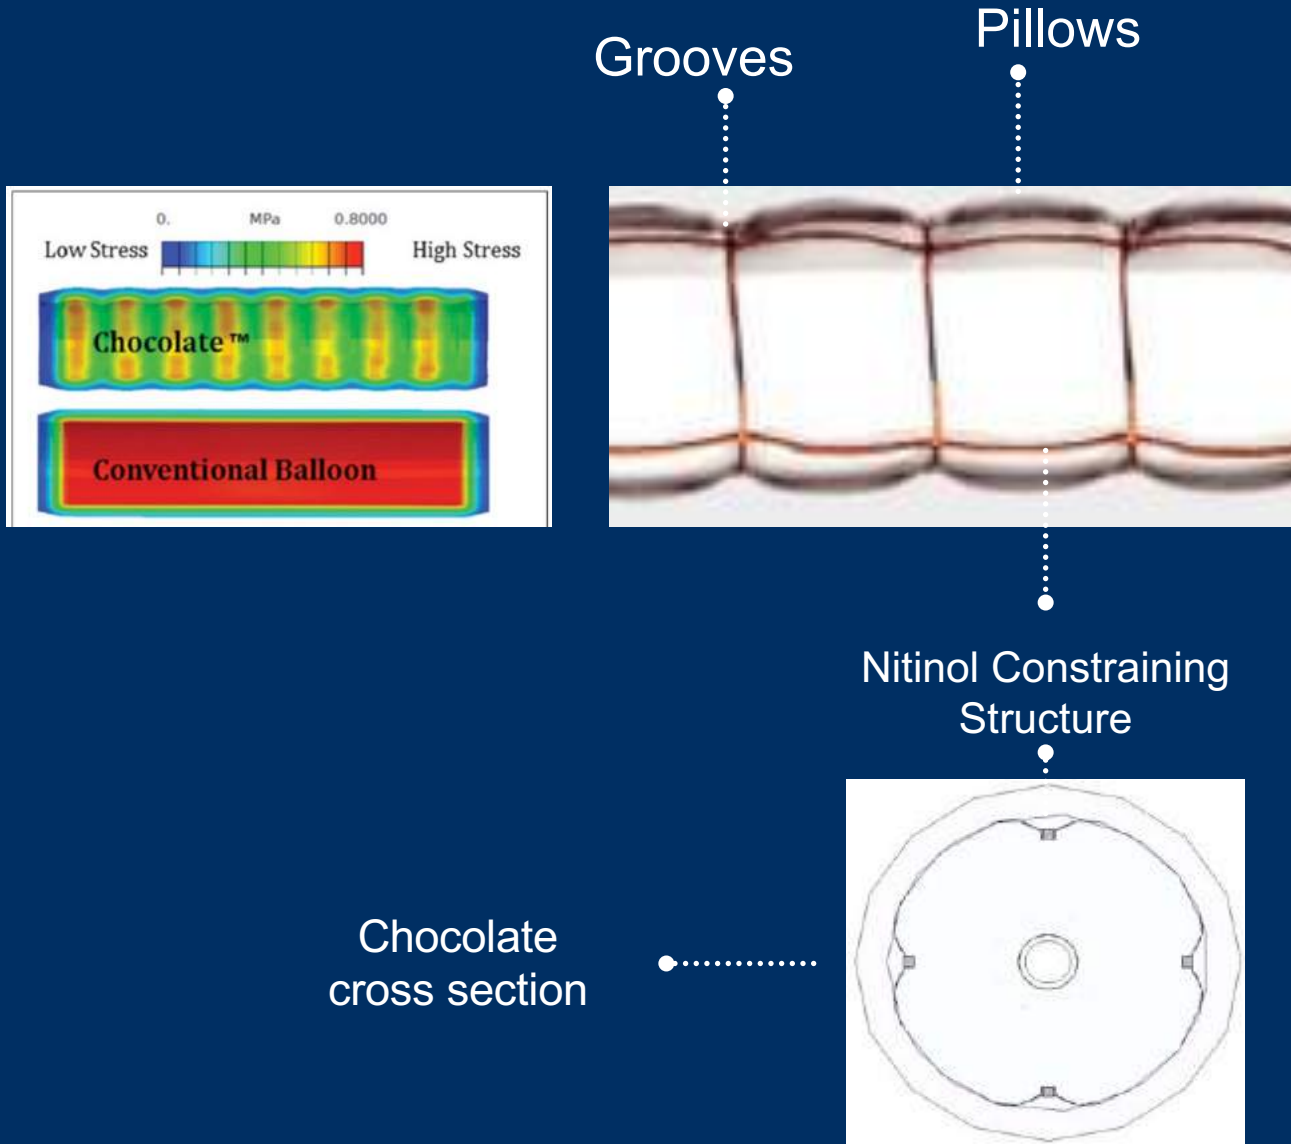 Pillows
Grooves
0. MPa 0.8000
Low Stress High Stress
Chocolate™
Conventional Balloon
Nitinol Constraining
Structure
Chocolate
cross section